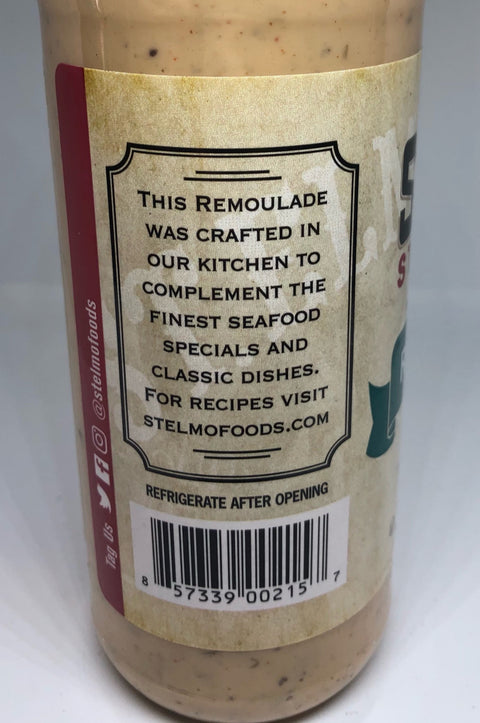 THIS REMOULADE
WAS CRAFTED IN
OUR KITCHEN TO
COMPLEMENT THE
FINEST SEAFOOD
SPECIALS AND
CLASSIC DISHES.
FOR RECIPES VISIT
STELMOFOODS.COM
REFRIGERATE AFTER OPENING
8 57339 00215 7
Tag Us @stelmofoods